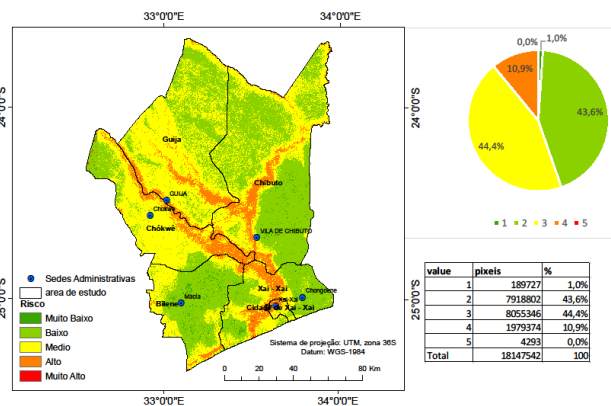 33°0'0"E
34°0'0"E
24°0'0"S
24°0'0"S
25°0'0"S
25°0'0"S
Guija
GUIJA
Chibuto
Chókwè
Chókwè
VILA DE CHIBUTO
Bilene
Macia
Xai - Xai
Chongoene
Xai-Xai
Cidade de Xai - Xai
Sedes Administrativas
area de estudo
Risco
Muito Baixo
Baixo
Medio
Alto
Muito Alto
Sistema de projeção: UTM, zona 36S
Datum: WGS-1984
0 20 40 80 Km
33°0'0"E
34°0'0"E
0,0%
1,0%
10,9%
43,6%
44,4%
1 2 3 4 5
value pixeis %
1 189727 1,0%
2 7918802 43,6%
3 8055346 44,4%
4 1979374 10,9%
5 4293 0,0%
Total 18147542 100